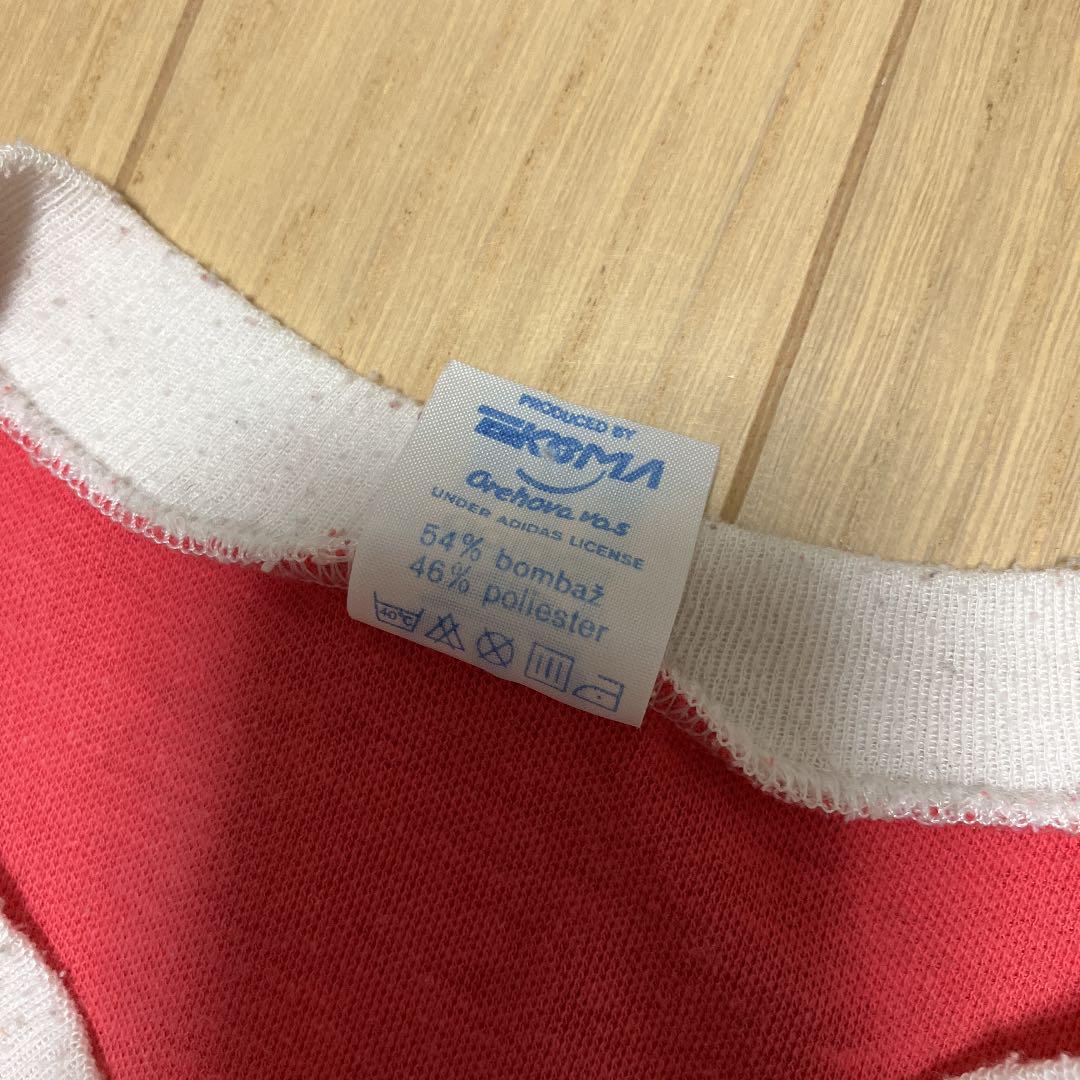 PRODUCED BY
EKOMA
Orehova vas
UNDER ADIDAS LICENSE
54% bombaž
46% poliester
40°C